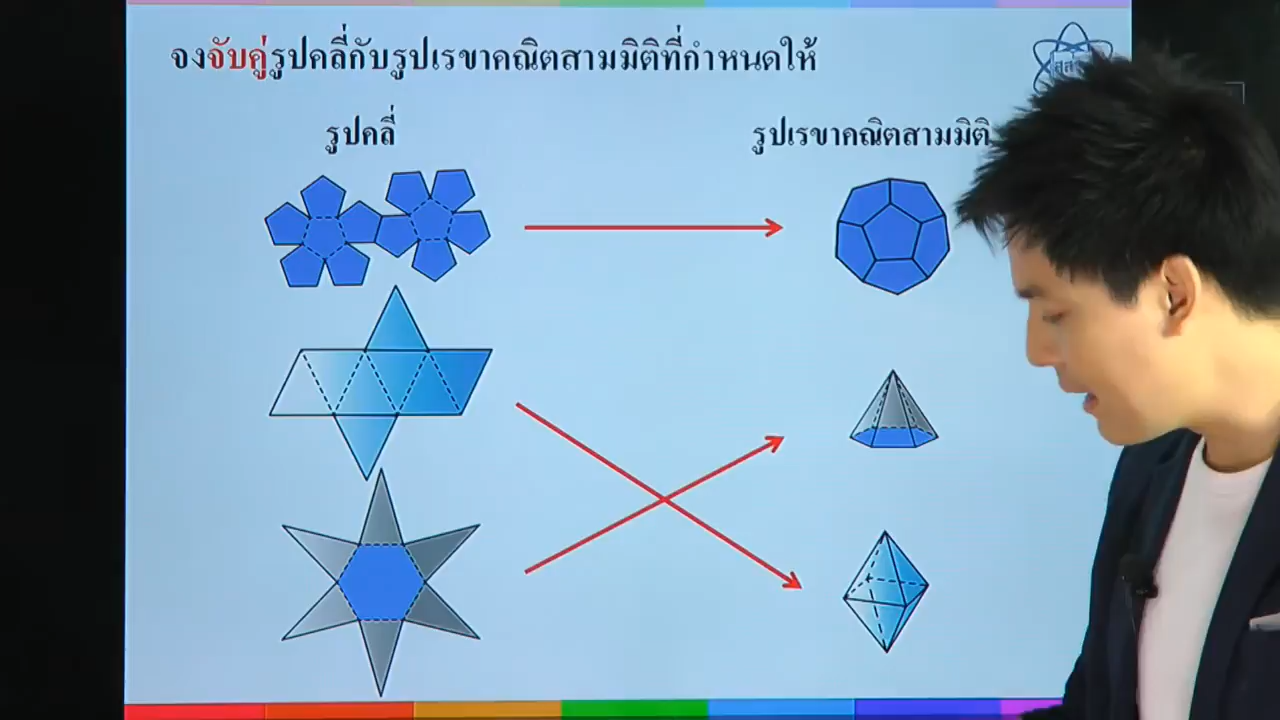 จงจับคู่รูปคลี่กับรูปเรขาคณิตสามมิติที่กำหนดให้
รูปคลี่
รูปเรขาคณิตสามมิติ